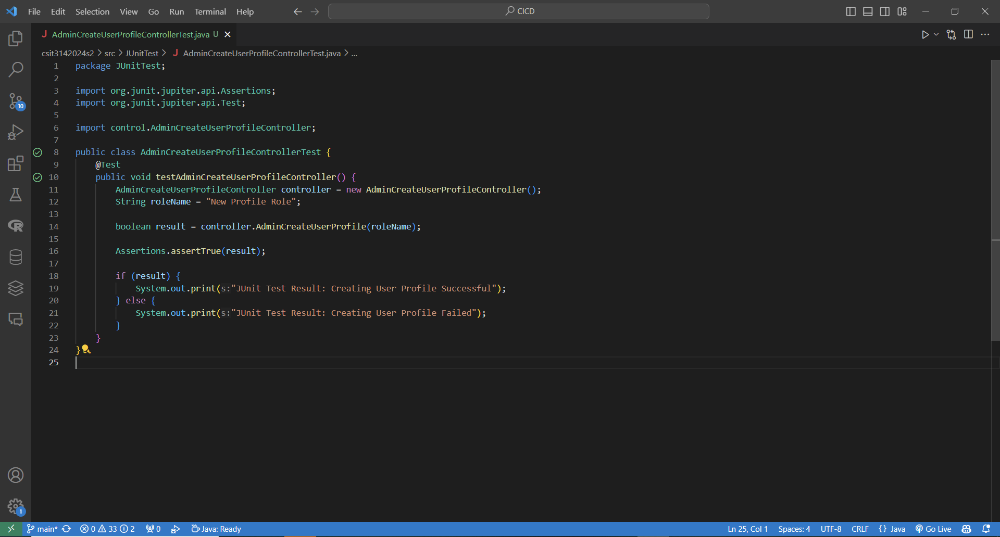 File Edit Selection View Go Run Terminal Help CICD
J AdminCreateUserProfileControllerTest.java U
csit3142024s2 > src > JUnitTest > J AdminCreateUserProfileControllerTest.java > ...
1 package JUnitTest;
2
3 import org.junit.jupiter.api.Assertions;
4 import org.junit.jupiter.api.Test;
5
6 import control.AdminCreateUserProfileController;
7
8 public class AdminCreateUserProfileControllerTest {
9 @Test
10 public void testAdminCreateUserProfileController() {
11 AdminCreateUserProfileController controller = new AdminCreateUserProfileController();
12 String roleName = "New Profile Role";
13
14 boolean result = controller.AdminCreateUserProfile(roleName);
15
16 Assertions.assertTrue(result);
17
18 if (result) {
19 System.out.print(s:"JUnit Test Result: Creating User Profile Successful");
20 } else {
21 System.out.print(s:"JUnit Test Result: Creating User Profile Failed");
22 }
23 }
24 }
25
10
R
1
main* 0 33 2 0 Java: Ready Ln 25, Col 1 Spaces: 4 UTF-8 CRLF {} Java Go Live